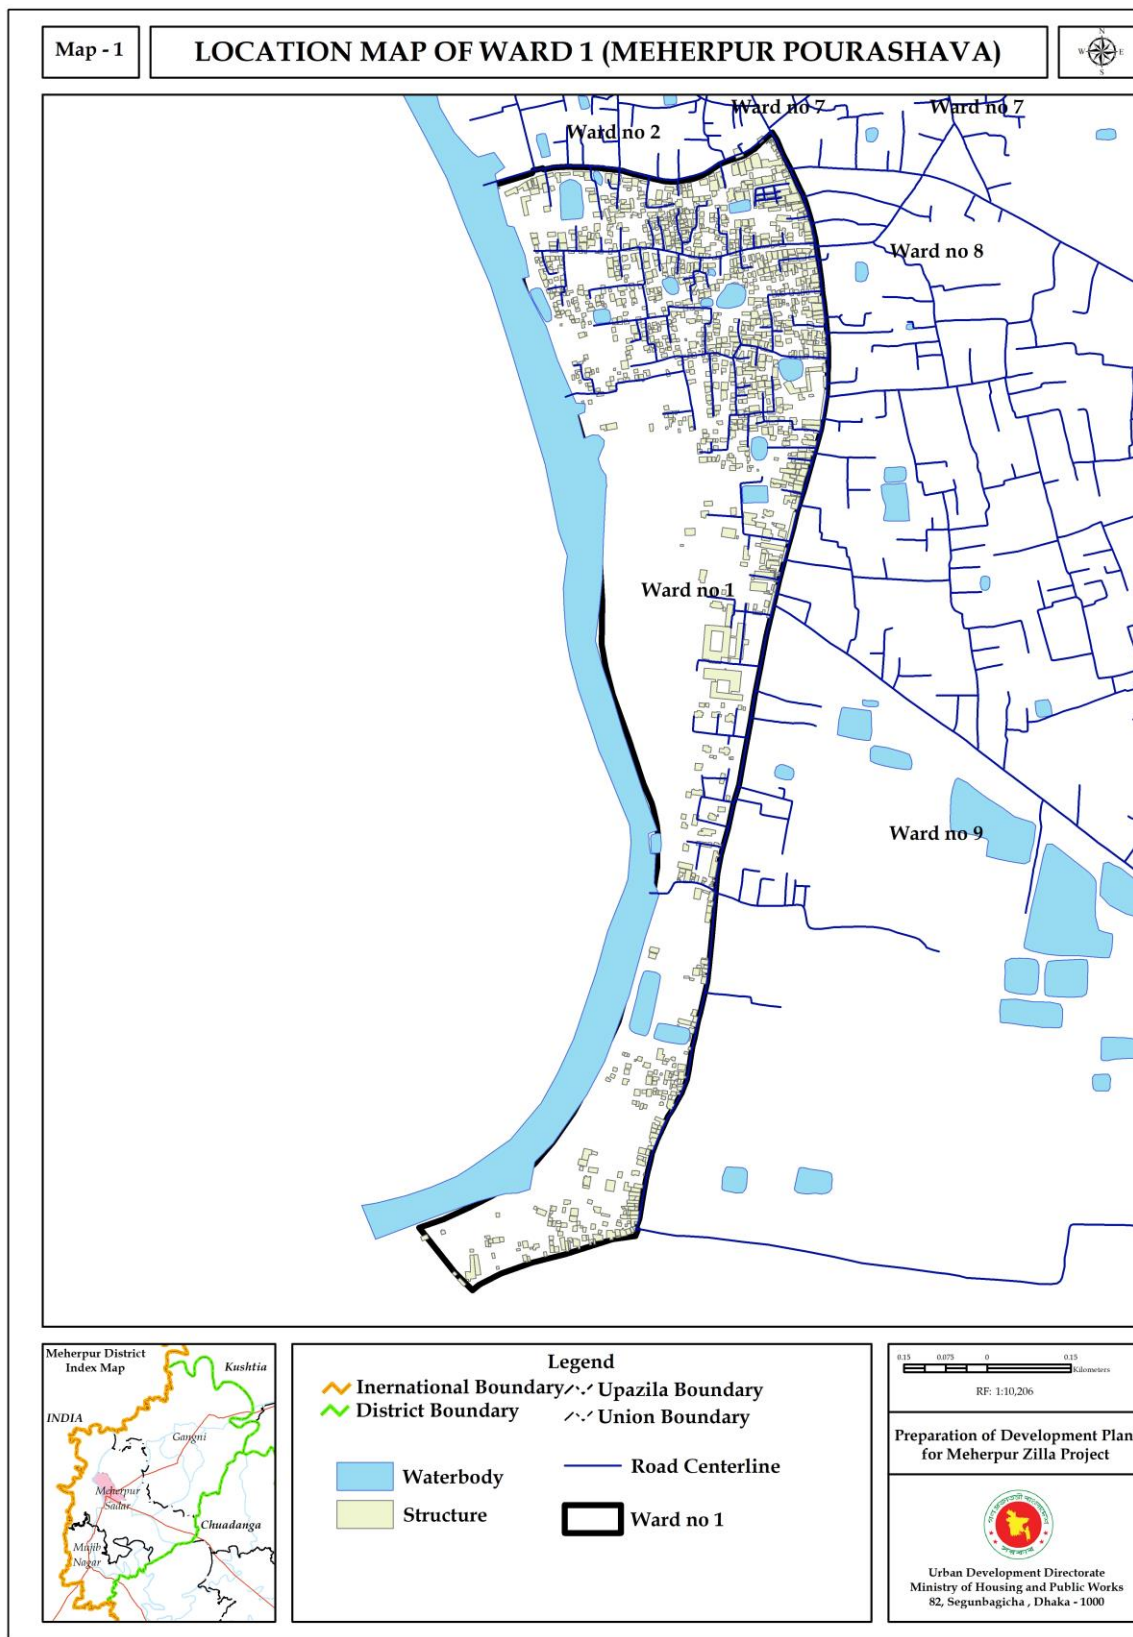 Map - 1
LOCATION MAP OF WARD 1 (MEHERPUR POURASHAVA)
N
W
E
S
Ward no 7
Ward no 7
Ward no 2
Ward no 8
Ward no 1
Ward no 9
Meherpur District
Index Map
Kushtia
INDIA
Gangni
Meherpur
Sadar
Chuadanga
Mujib
Nagar
Legend
Inernational Boundary
Upazila Boundary
District Boundary
Union Boundary
Waterbody
Road Centerline
Structure
Ward no 1
0.15 0.075 0 0.15
Kilometers
RF: 1:10,206
Preparation of Development Plan
for Meherpur Zilla Project
গণপ্রজাতন্ত্রী বাংলাদেশ
সরকার
Urban Development Directorate
Ministry of Housing and Public Works
82, Segunbagicha , Dhaka - 1000